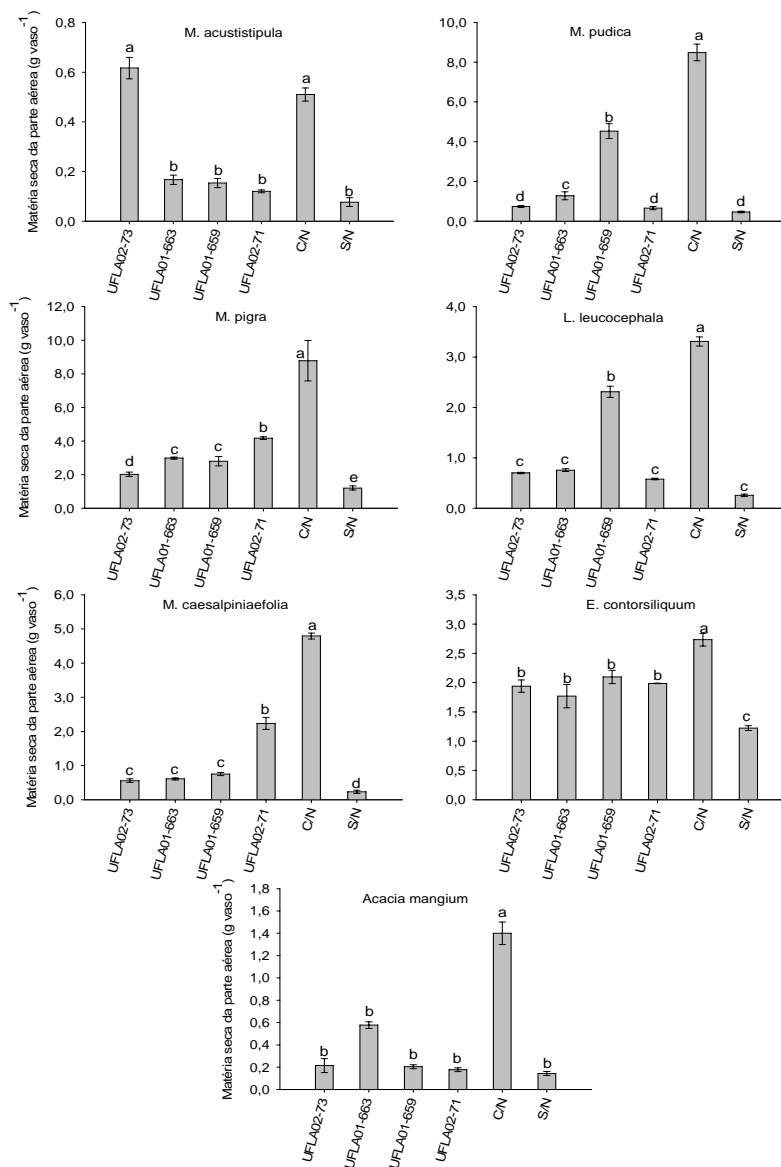 M. acustistipula
Matéria seca da parte aérea (g vaso-1)
0,8
0,6
0,4
0,2
0,0
a
b
b
b
a
b
UFLA02-73
UFLA01-663
UFLA01-659
UFLA02-71
C/N
S/N
M. pudica
10,0
8,0
6,0
4,0
2,0
0,0
d
c
b
d
a
d
UFLA02-73
UFLA01-663
UFLA01-659
UFLA02-71
C/N
S/N
M. pigra
Matéria seca da parte aérea (g vaso-1)
12,0
10,0
8,0
6,0
4,0
2,0
0,0
d
c
c
c
a
e
UFLA02-73
UFLA01-663
UFLA01-659
UFLA02-71
C/N
S/N
L. leucocephala
4,0
3,0
2,0
1,0
0,0
c
c
b
c
a
c
UFLA02-73
UFLA01-663
UFLA01-659
UFLA02-71
C/N
S/N
M. caesalpiniaefolia
Matéria seca da parte aérea (g vaso-1)
6,0
5,0
4,0
3,0
2,0
1,0
0,0
c
c
c
b
a
d
UFLA02-73
UFLA01-663
UFLA01-659
UFLA02-71
C/N
S/N
E. contorsiliquum
3,5
3,0
2,5
2,0
1,5
1,0
0,5
0,0
b
b
b
b
a
c
UFLA02-73
UFLA01-663
UFLA01-659
UFLA02-71
C/N
S/N
Acacia mangium
Matéria seca da parte aérea (g vaso-1)
1,8
1,6
1,4
1,2
1,0
0,8
0,6
0,4
0,2
0,0
b
b
b
b
a
b
UFLA02-73
UFLA01-663
UFLA01-659
UFLA02-71
C/N
S/N